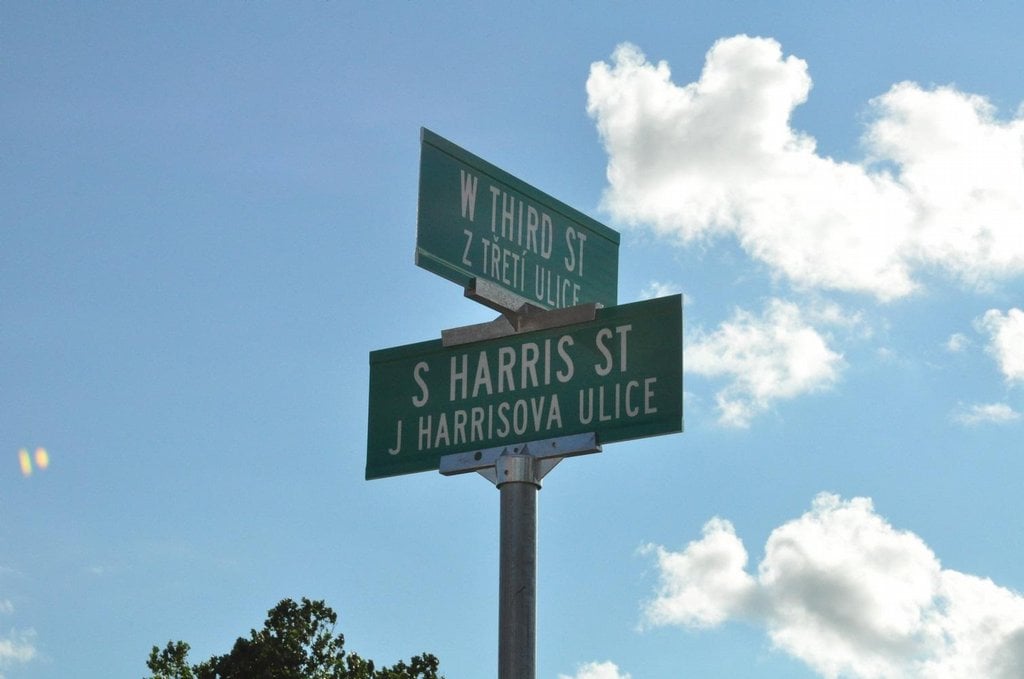 W THIRD ST
Z TŘETÍ ULICE
S HARRIS ST
J HARRISOVA ULICE